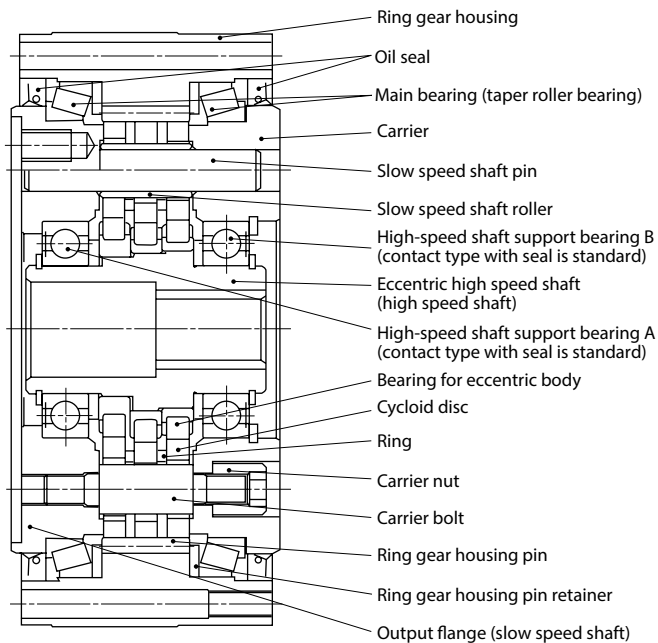 Ring gear housing
Oil seal
Main bearing (taper roller bearing)
Carrier
Slow speed shaft pin
Slow speed shaft roller
High-speed shaft support bearing B
(contact type with seal is standard)
Eccentric high speed shaft
(high speed shaft)
High-speed shaft support bearing A
(contact type with seal is standard)
Bearing for eccentric body
Cycloid disc
Ring
Carrier nut
Carrier bolt
Ring gear housing pin
Ring gear housing pin retainer
Output flange (slow speed shaft)